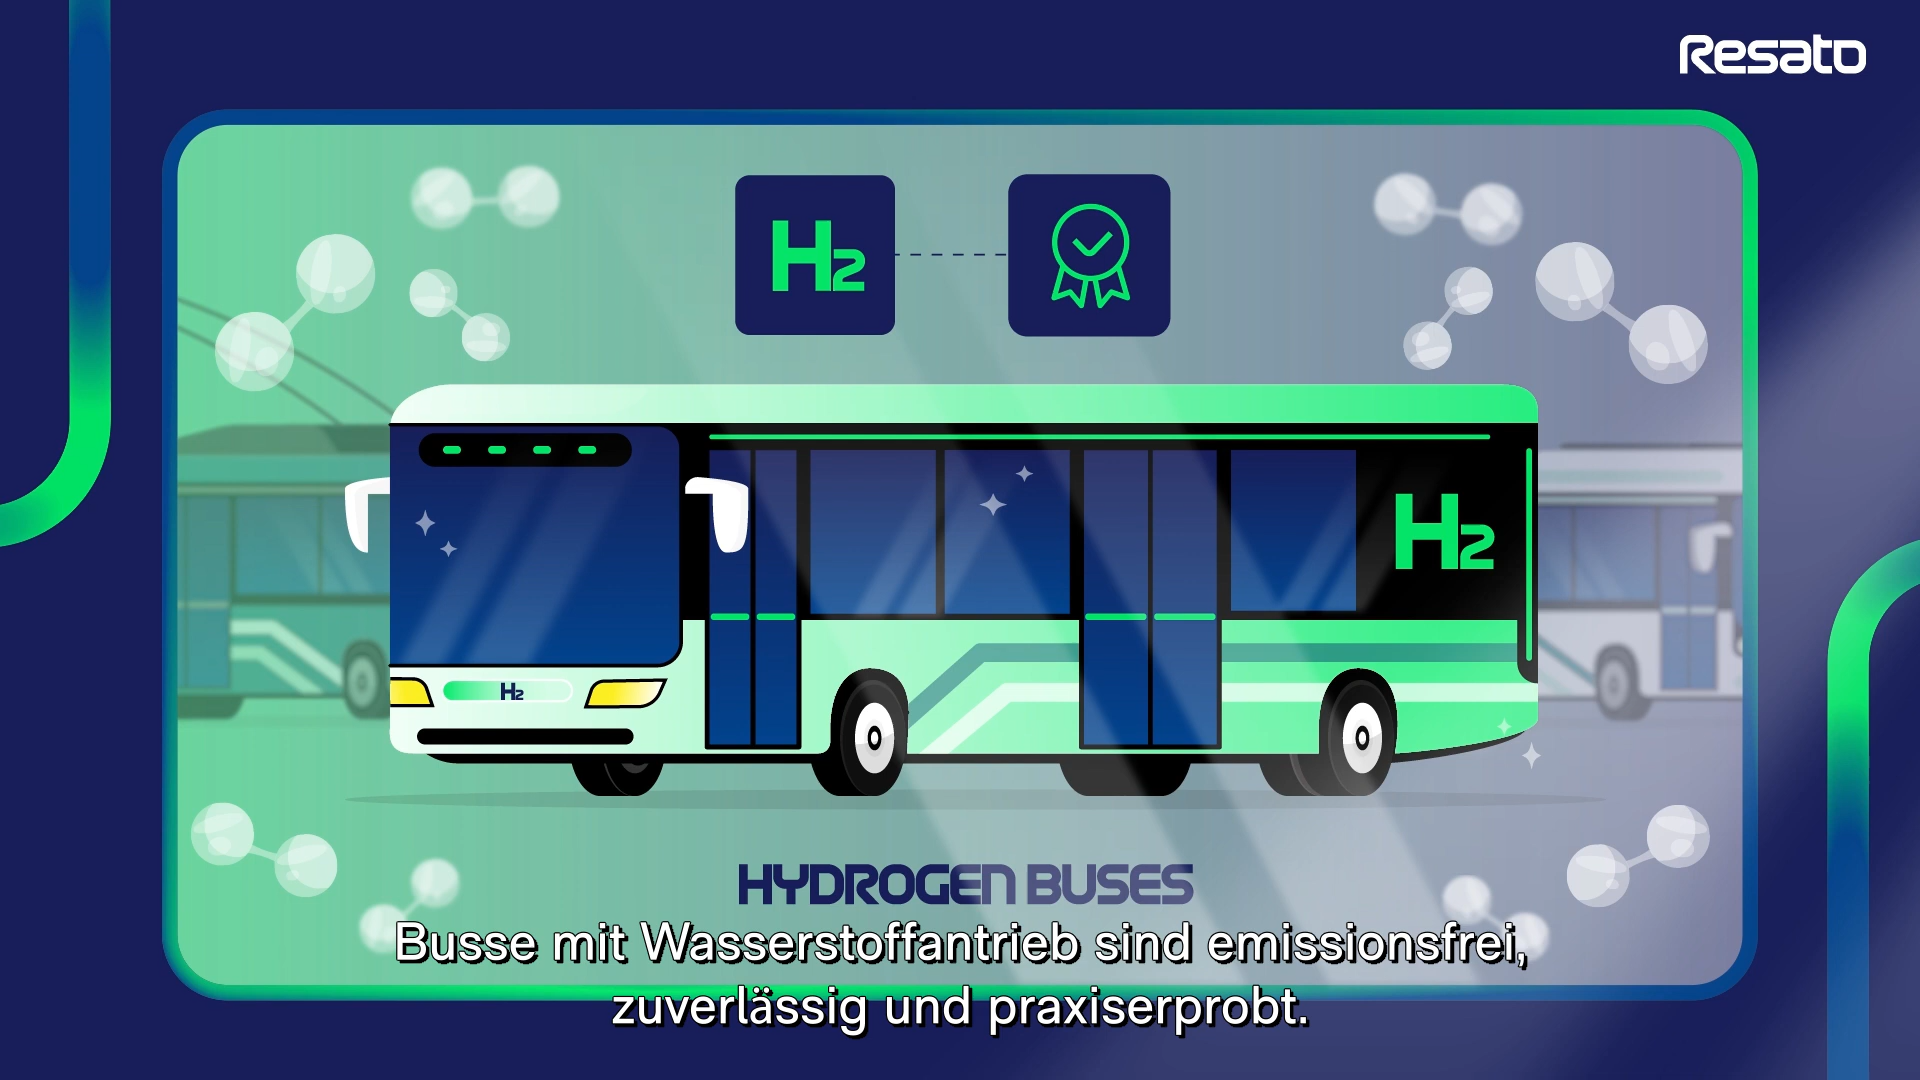 Resato
H2
H2
H2
HYDROGEN BUSES
Busse mit Wasserstoffantrieb sind emissionsfrei,
zuverlässig und praxiserprobt.